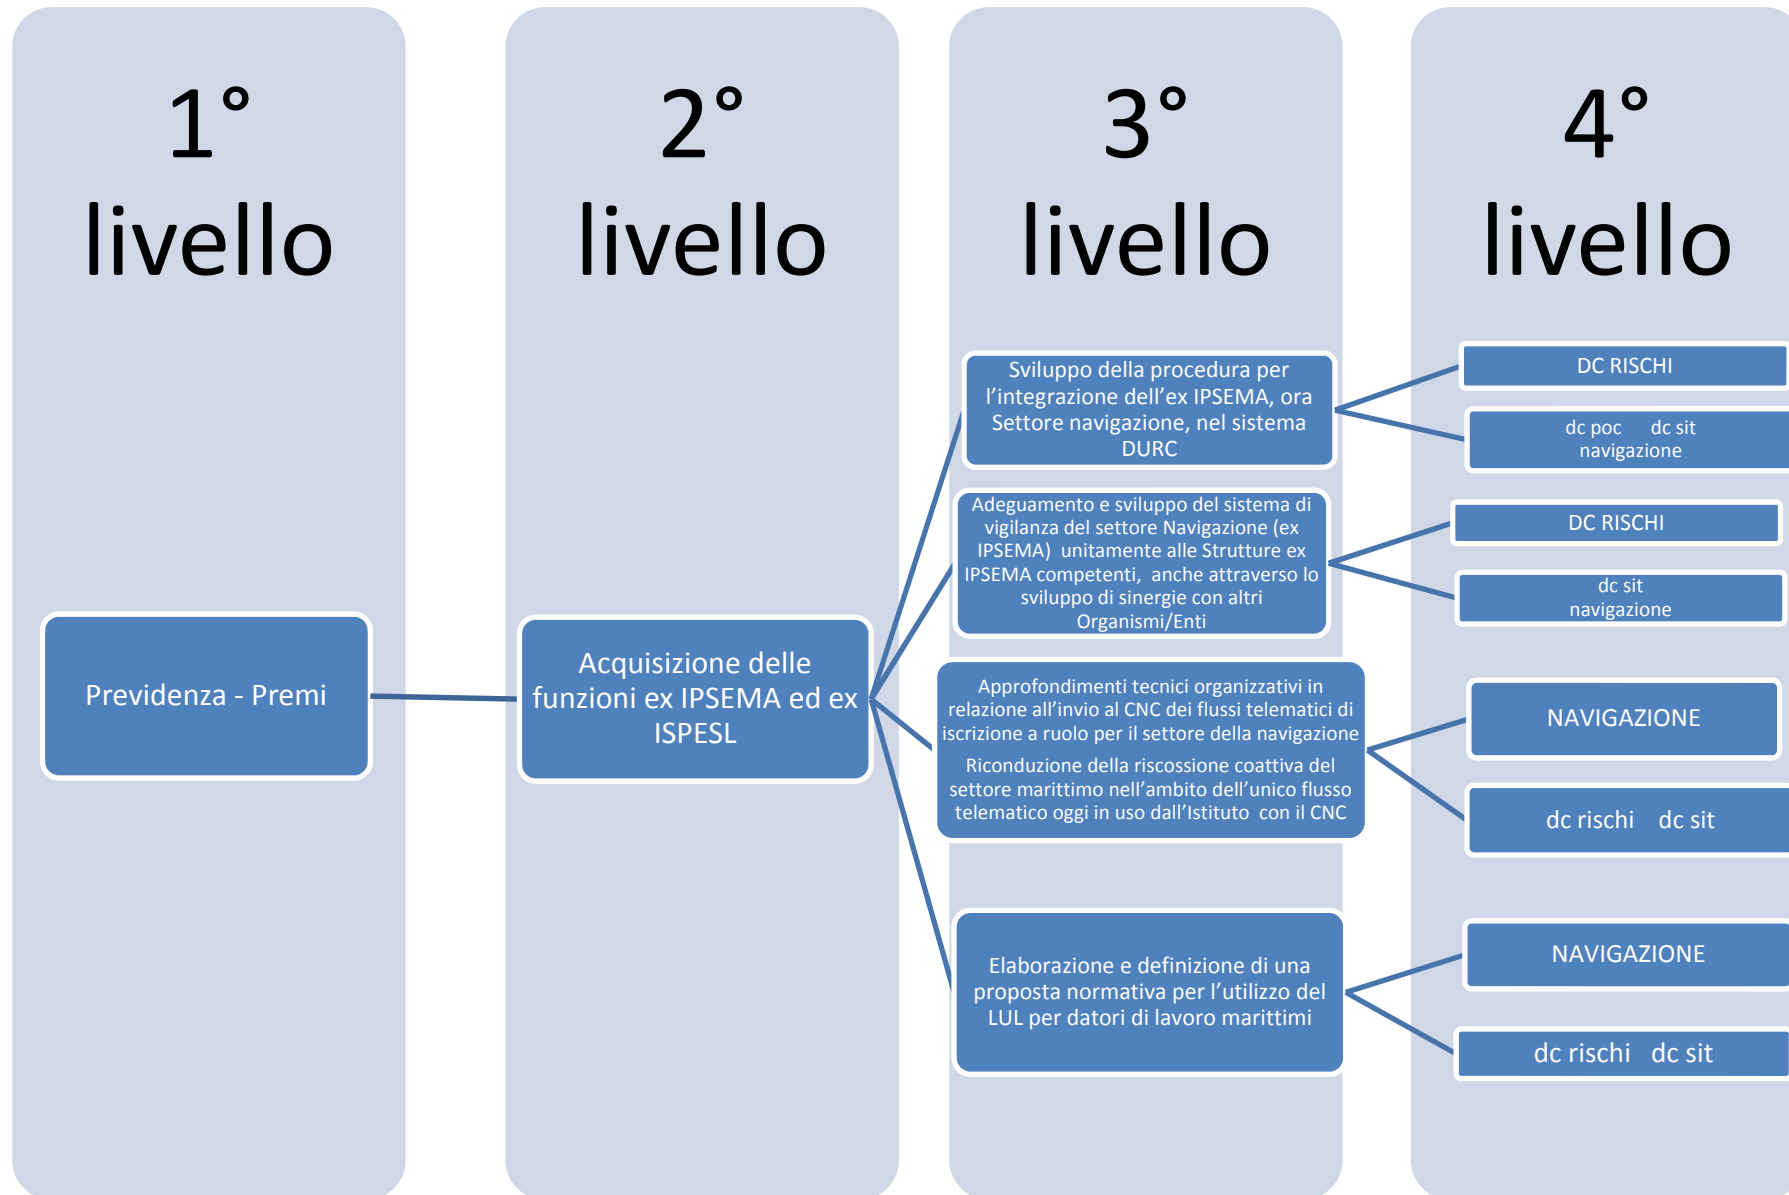 1°
livello
2°
livello
3°
livello
4°
livello
Previdenza - Premi
Acquisizione delle
funzioni ex IPSEMA ed ex
ISPESL
Sviluppo della procedura per
l’integrazione dell’ex IPSEMA, ora
Settore navigazione, nel sistema
DURC
DC RISCHI
dc poc dc sit
navigazione
Adeguamento e sviluppo del sistema di
vigilanza del settore Navigazione (ex
IPSEMA) unitamente alle Strutture ex
IPSEMA competenti, anche attraverso lo
sviluppo di sinergie con altri
Organismi/Enti
DC RISCHI
dc sit
navigazione
Approfondimenti tecnici organizzativi in
relazione all’invio al CNC dei flussi telematici di
iscrizione a ruolo per il settore della navigazione
Riconduzione della riscossione coattiva del
settore marittimo nell’ambito dell’unico flusso
telematico oggi in uso dall’Istituto con il CNC
NAVIGAZIONE
dc rischi dc sit
Elaborazione e definizione di una
proposta normativa per l’utilizzo del
LUL per datori di lavoro marittimi
NAVIGAZIONE
dc rischi dc sit